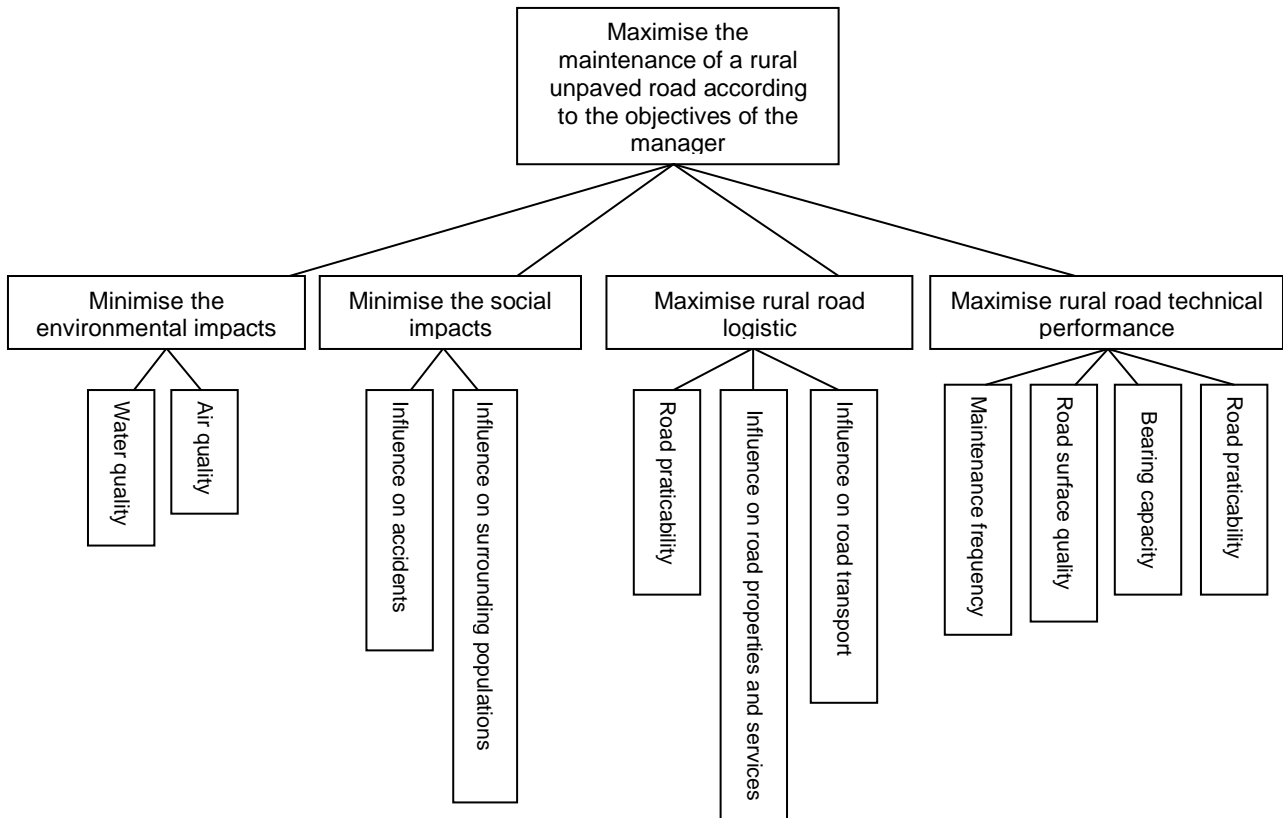 Maximise the
maintenance of a rural
unpaved road according
to the objectives of the
manager
Minimise the
environmental impacts
Minimise the social
impacts
Maximise rural road
logistic
Maximise rural road technical
performance
Water quality
Air quality
Influence on accidents
Influence on surrounding populations
Road praticability
Influence on road properties and services
Influence on road transport
Maintenance frequency
Road surface quality
Bearing capacity
Road praticability